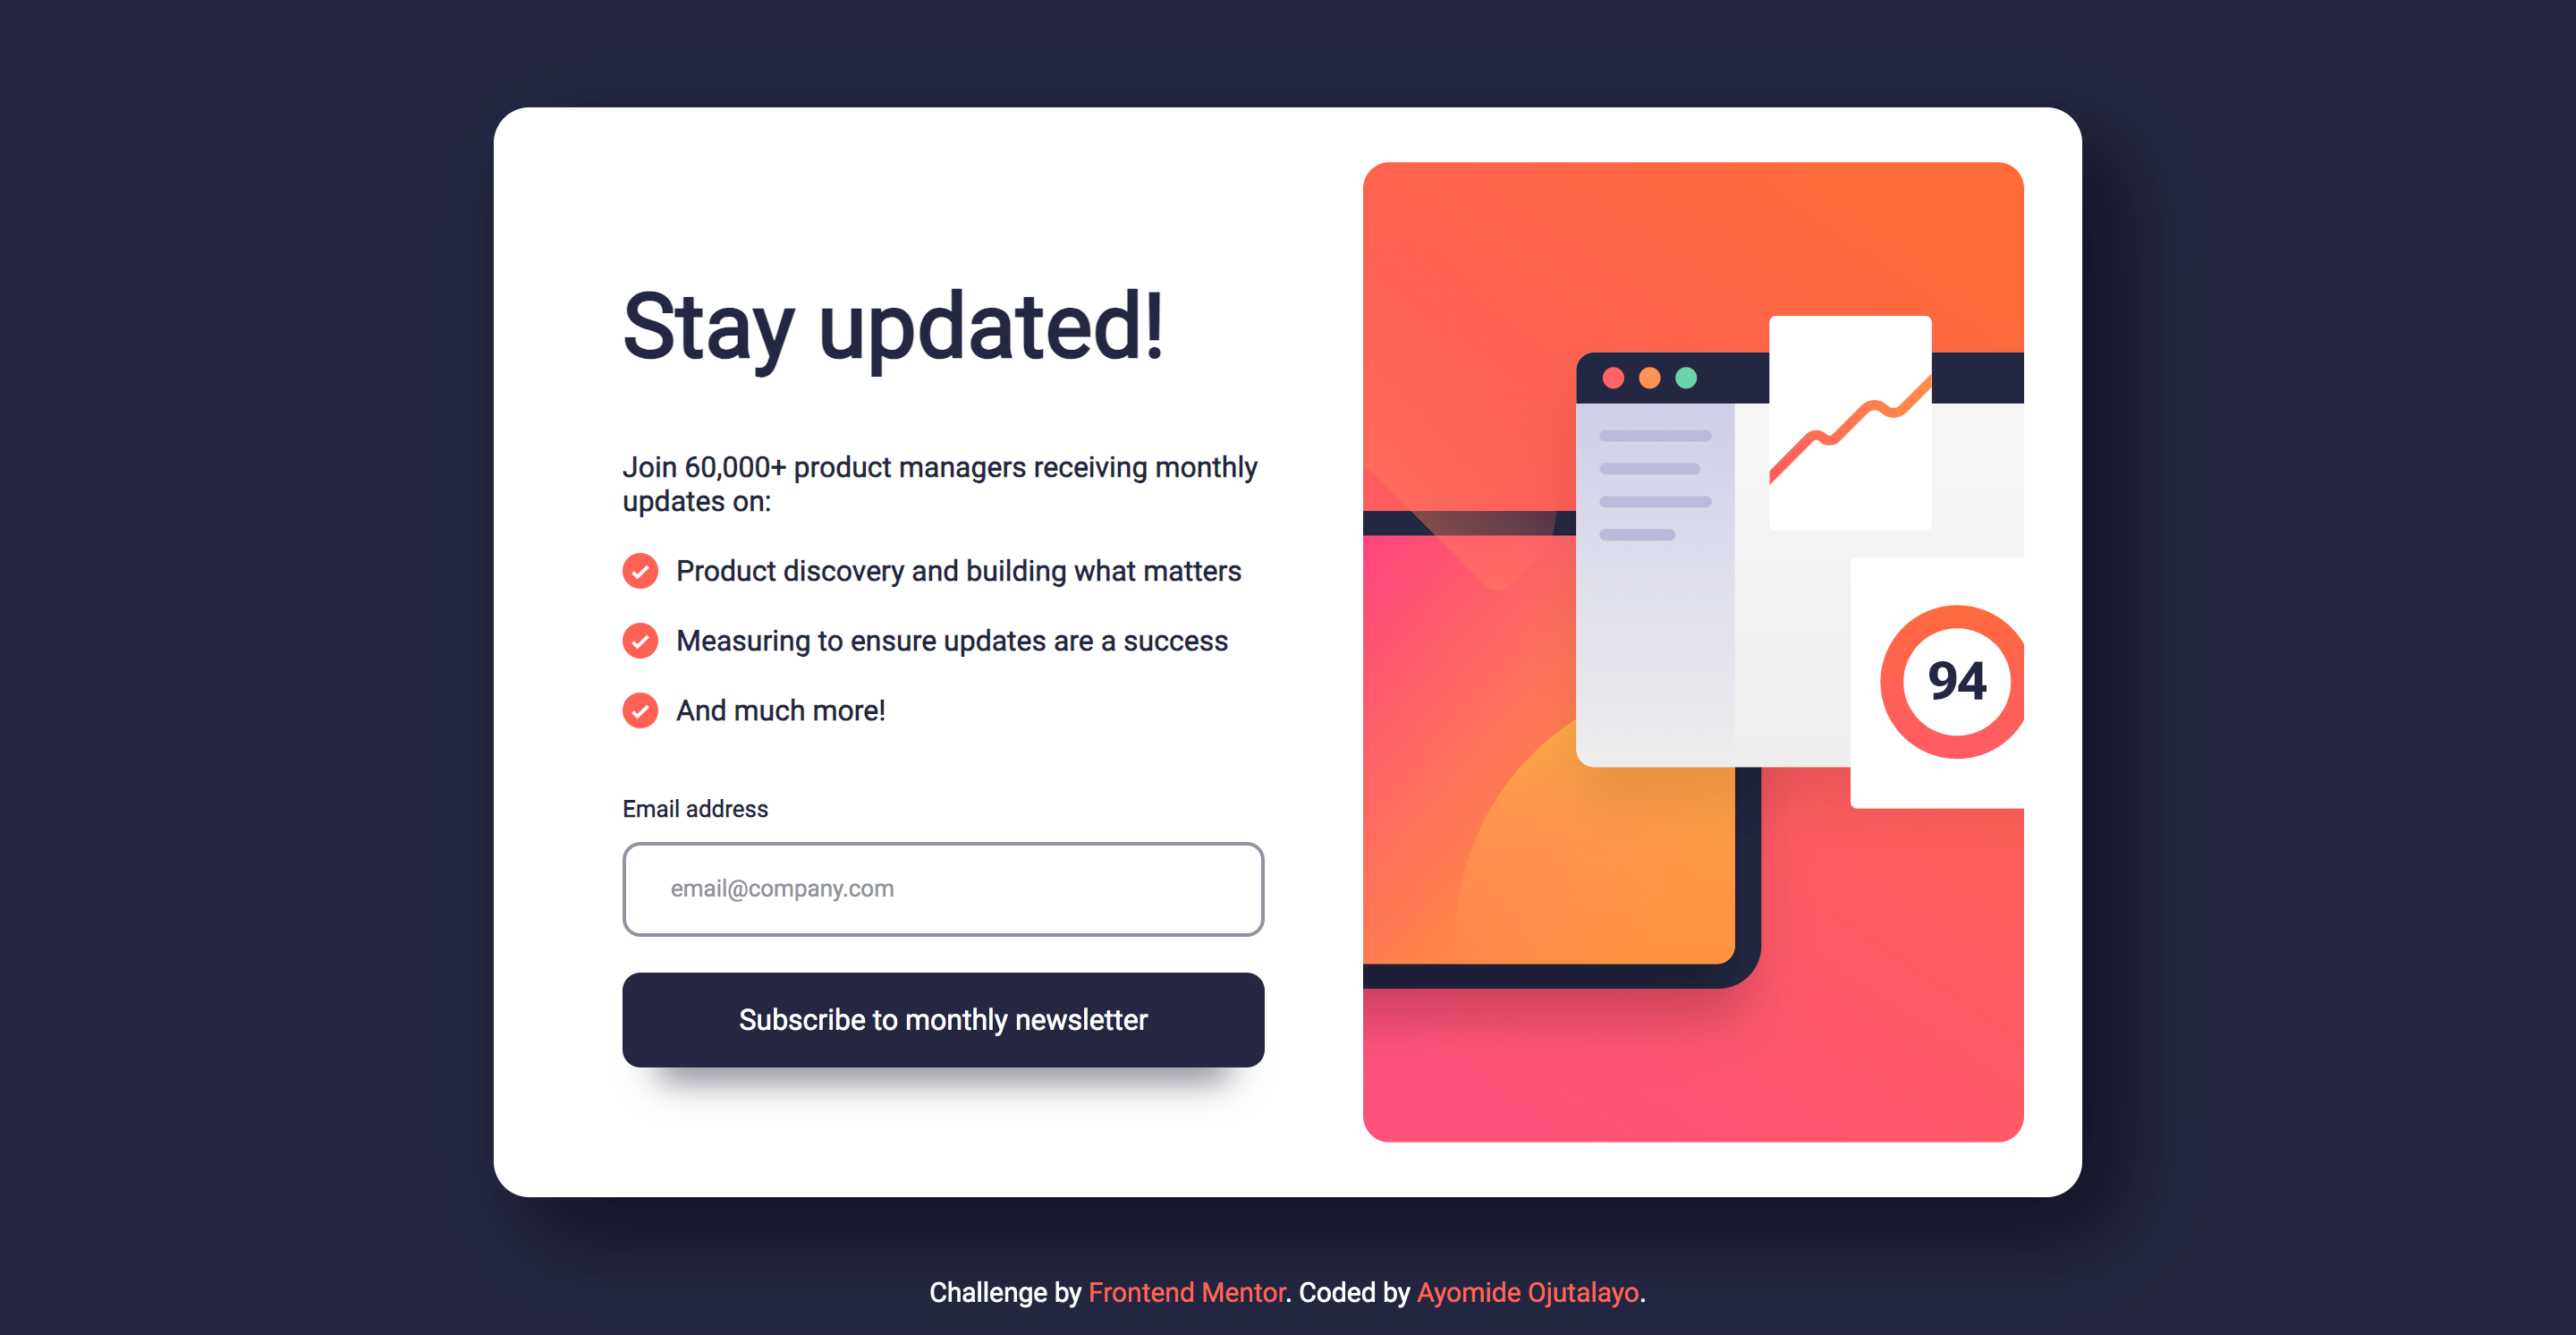 Stay updated!
Join 60,000+ product managers receiving monthly
updates on:
Product discovery and building what matters
Measuring to ensure updates are a success
And much more!
Email address
email@company.com
Subscribe to monthly newsletter
94
Challenge by Frontend Mentor. Coded by Ayomide Ojutalayo.